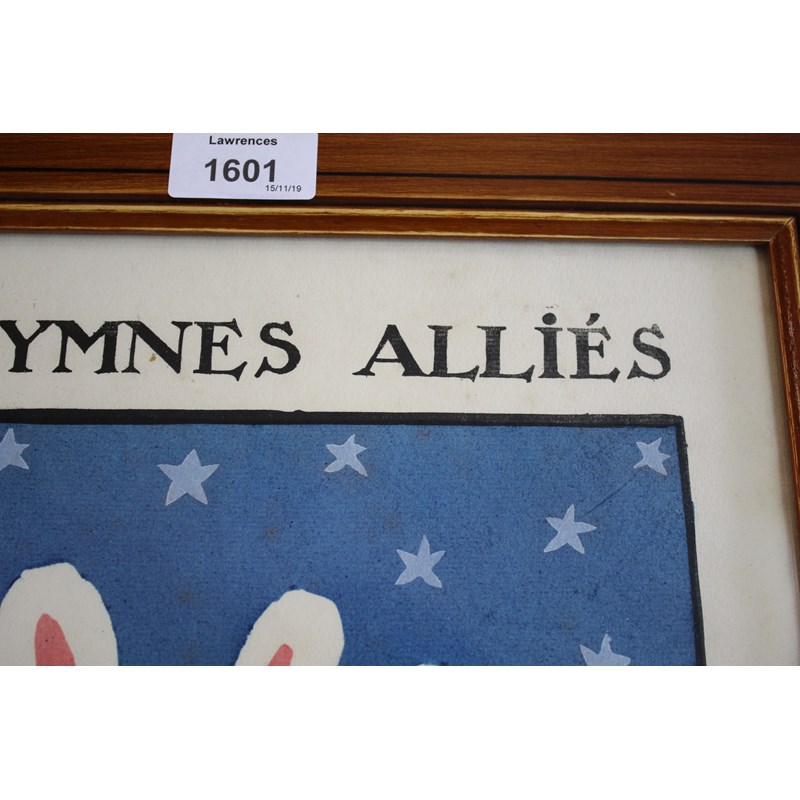 Lawrences
1601
15/11/19
YMNES ALLIÉS